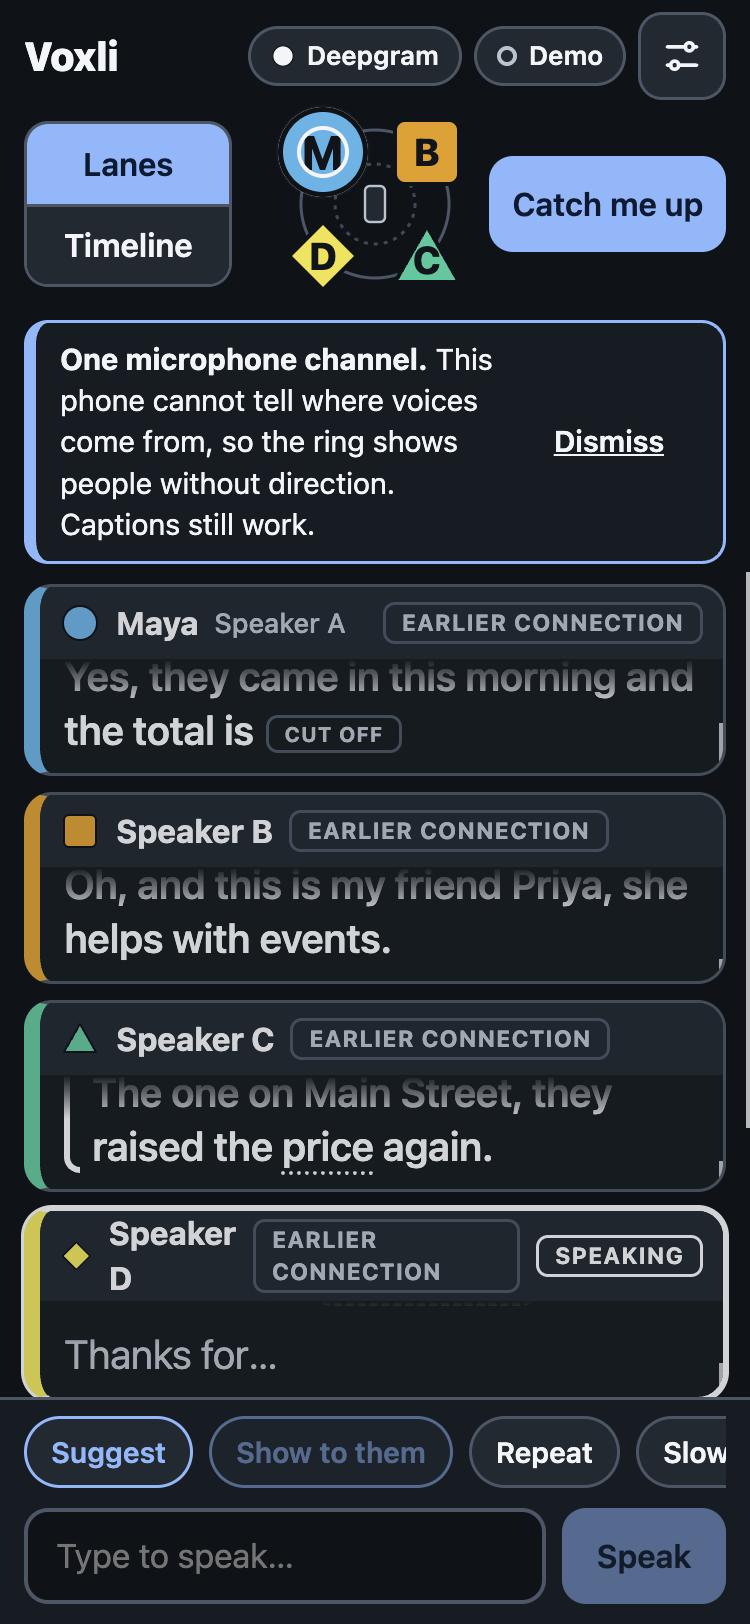 Voxli
Deepgram
Demo
Lanes
Timeline
M
B
D
C
Catch me up
One microphone channel. This
phone cannot tell where voices
come from, so the ring shows
people without direction.
Captions still work.
Dismiss
Maya Speaker A EARLIER CONNECTION
Yes, they came in this morning and
the total is CUT OFF
Speaker B EARLIER CONNECTION
Oh, and this is my friend Priya, she
helps with events.
Speaker C EARLIER CONNECTION
The one on Main Street, they
raised the price again.
Speaker
D
EARLIER
CONNECTION
SPEAKING
Thanks for...
Suggest
Show to them
Repeat
Slow
Type to speak...
Speak